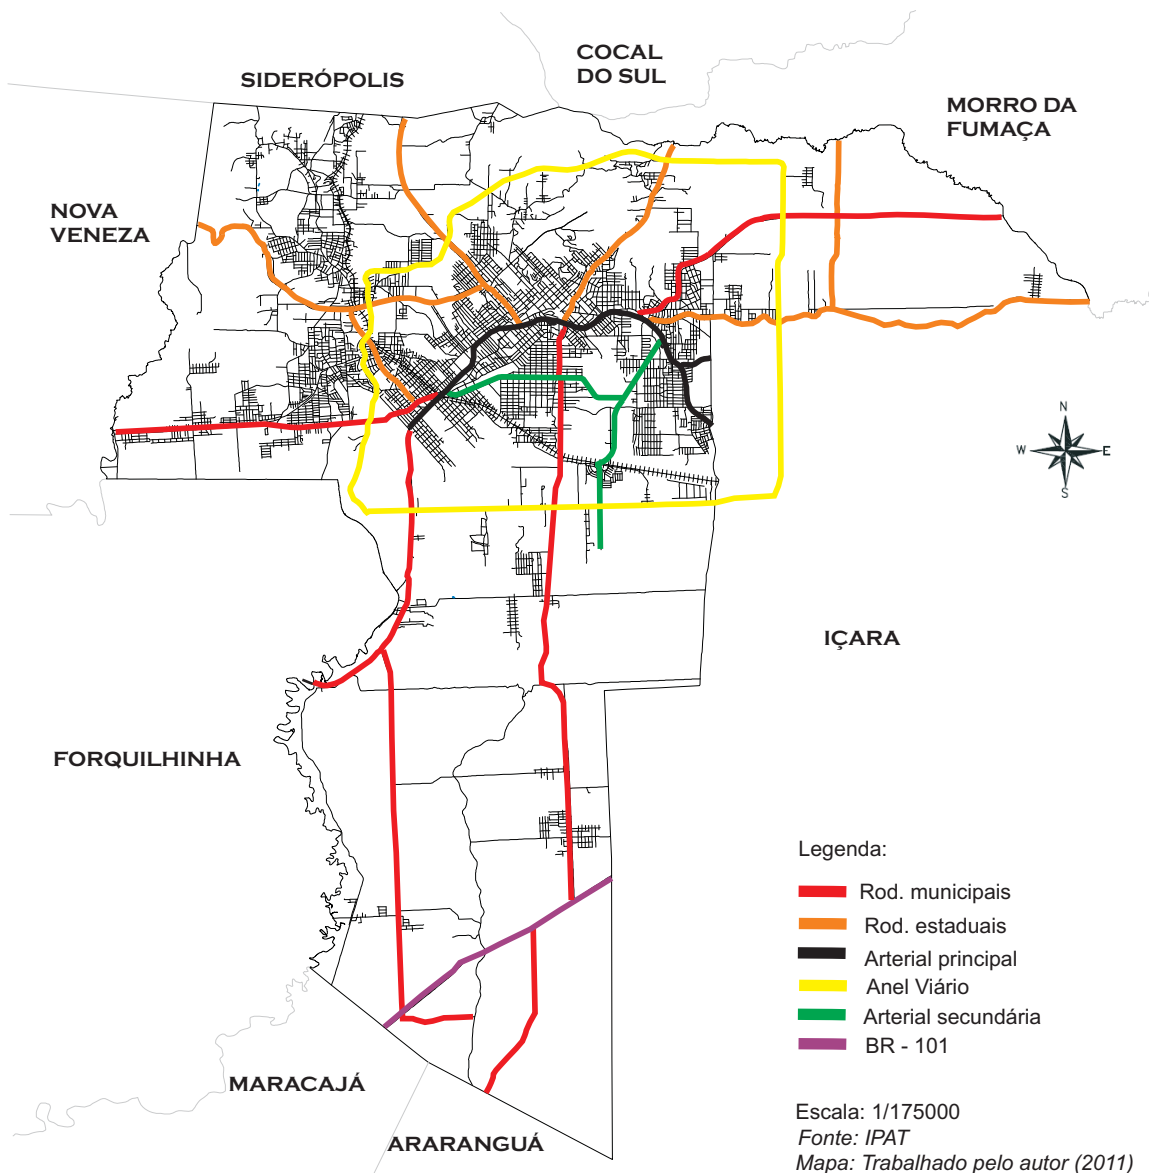 COCAL
DO SUL
SIDERÓPOLIS
MORRO DA
FUMAÇA
NOVA
VENEZA
N
W
E
S
IÇARA
FORQUILHINHA
Legenda:
Rod. municipais
Rod. estaduais
Arterial principal
Anel Viário
Arterial secundária
BR - 101
MARACAJÁ
ARARANGUÁ
Escala: 1/175000
Fonte: IPAT
Mapa: Trabalhado pelo autor (2011)